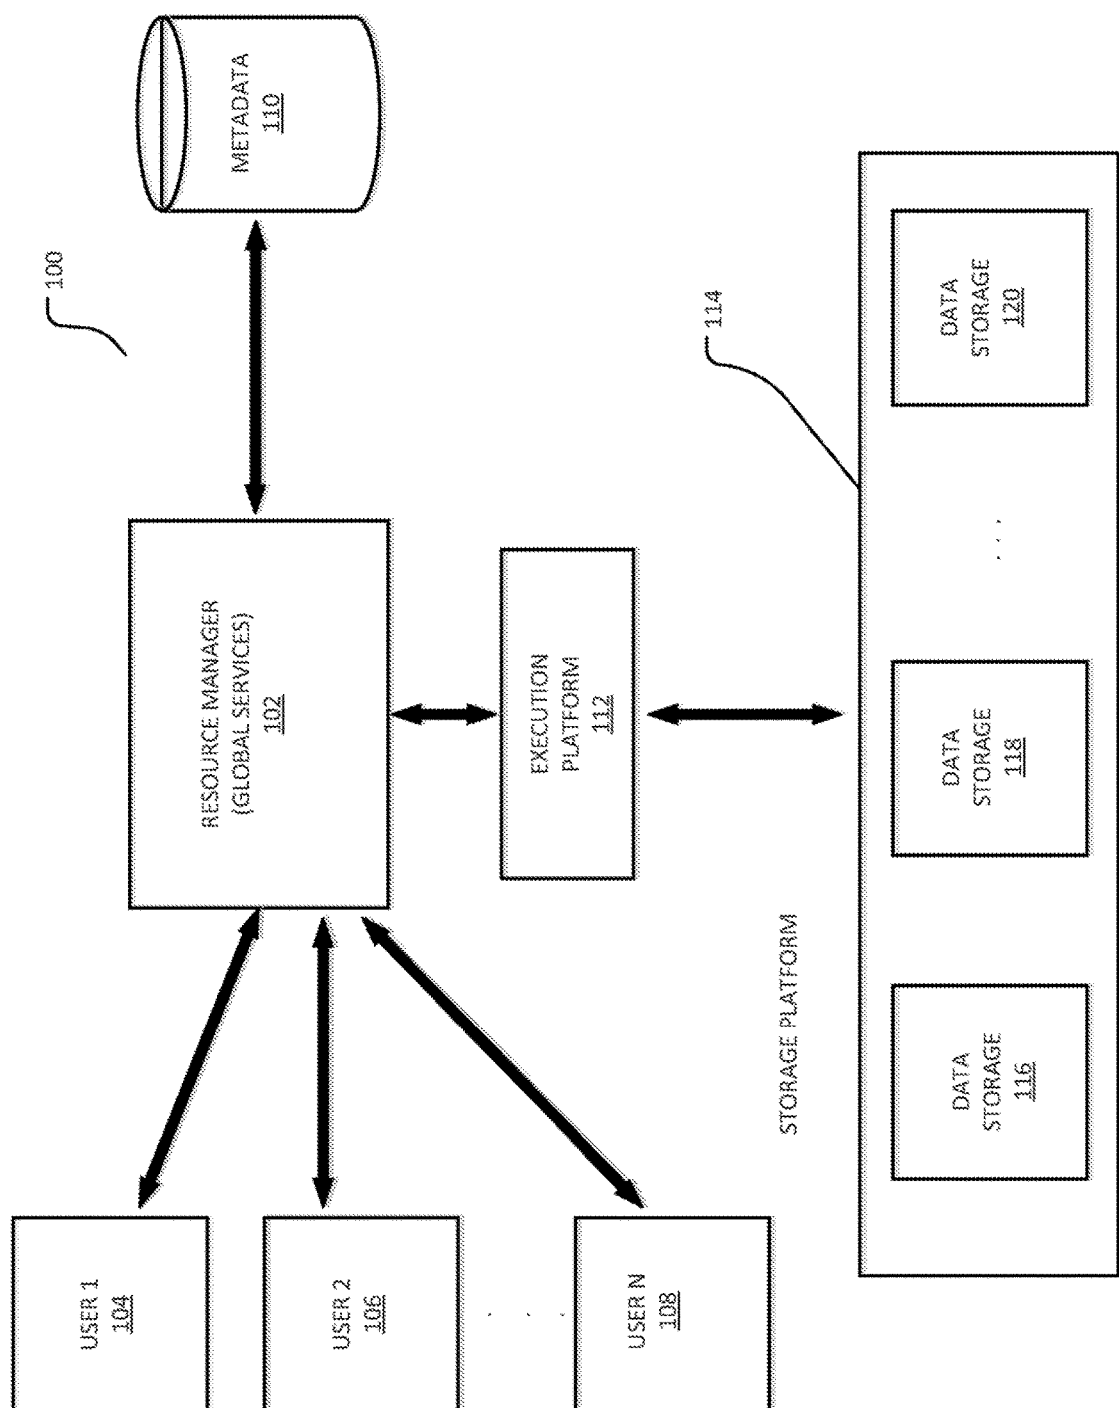 100
USER 1
104
USER 2
106
. . .
USER N
108
RESOURCE MANAGER
(GLOBAL SERVICES)
102
METADATA
110
EXECUTION
PLATFORM
112
114
STORAGE PLATFORM
DATA
STORAGE
116
DATA
STORAGE
118
. . .
DATA
STORAGE
120